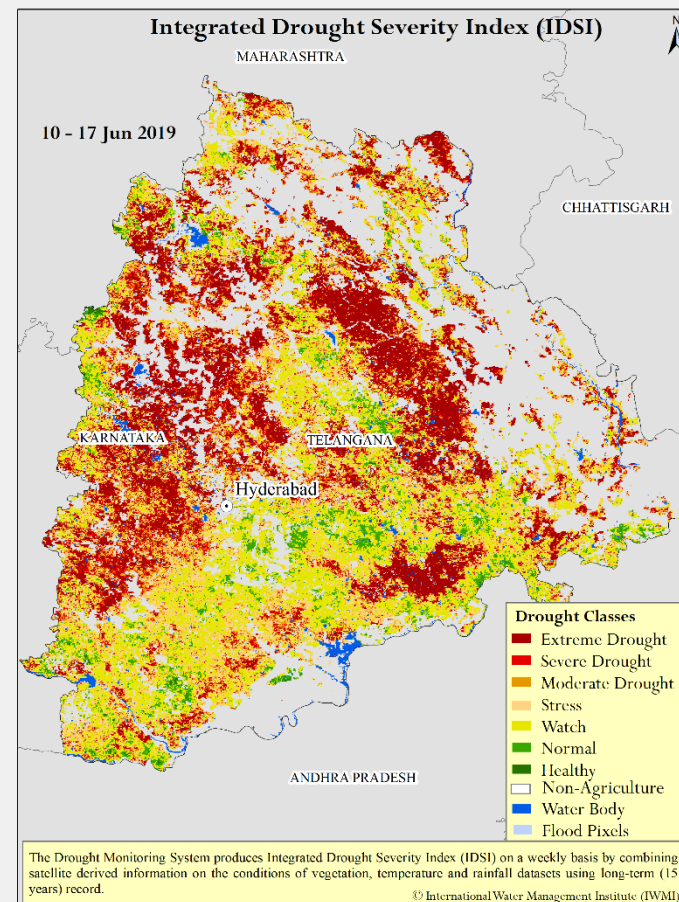 Integrated Drought Severity Index (IDSI)
N
MAHARASHTRA
10 - 17 Jun 2019
CHHATTISGARH
KARNATAKA
TELANGANA
Hyderabad
ANDHRA PRADESH
Drought Classes
Extreme Drought
Severe Drought
Moderate Drought
Stress
Watch
Normal
Healthy
Non-Agriculture
Water Body
Flood Pixels
The Drought Monitoring System produces Integrated Drought Severity Index (IDSI) on a weekly basis by combining
satellite derived information on the conditions of vegetation, temperature and rainfall datasets using long-term (15
years) record.
© International Water Management Institute (IWMI)